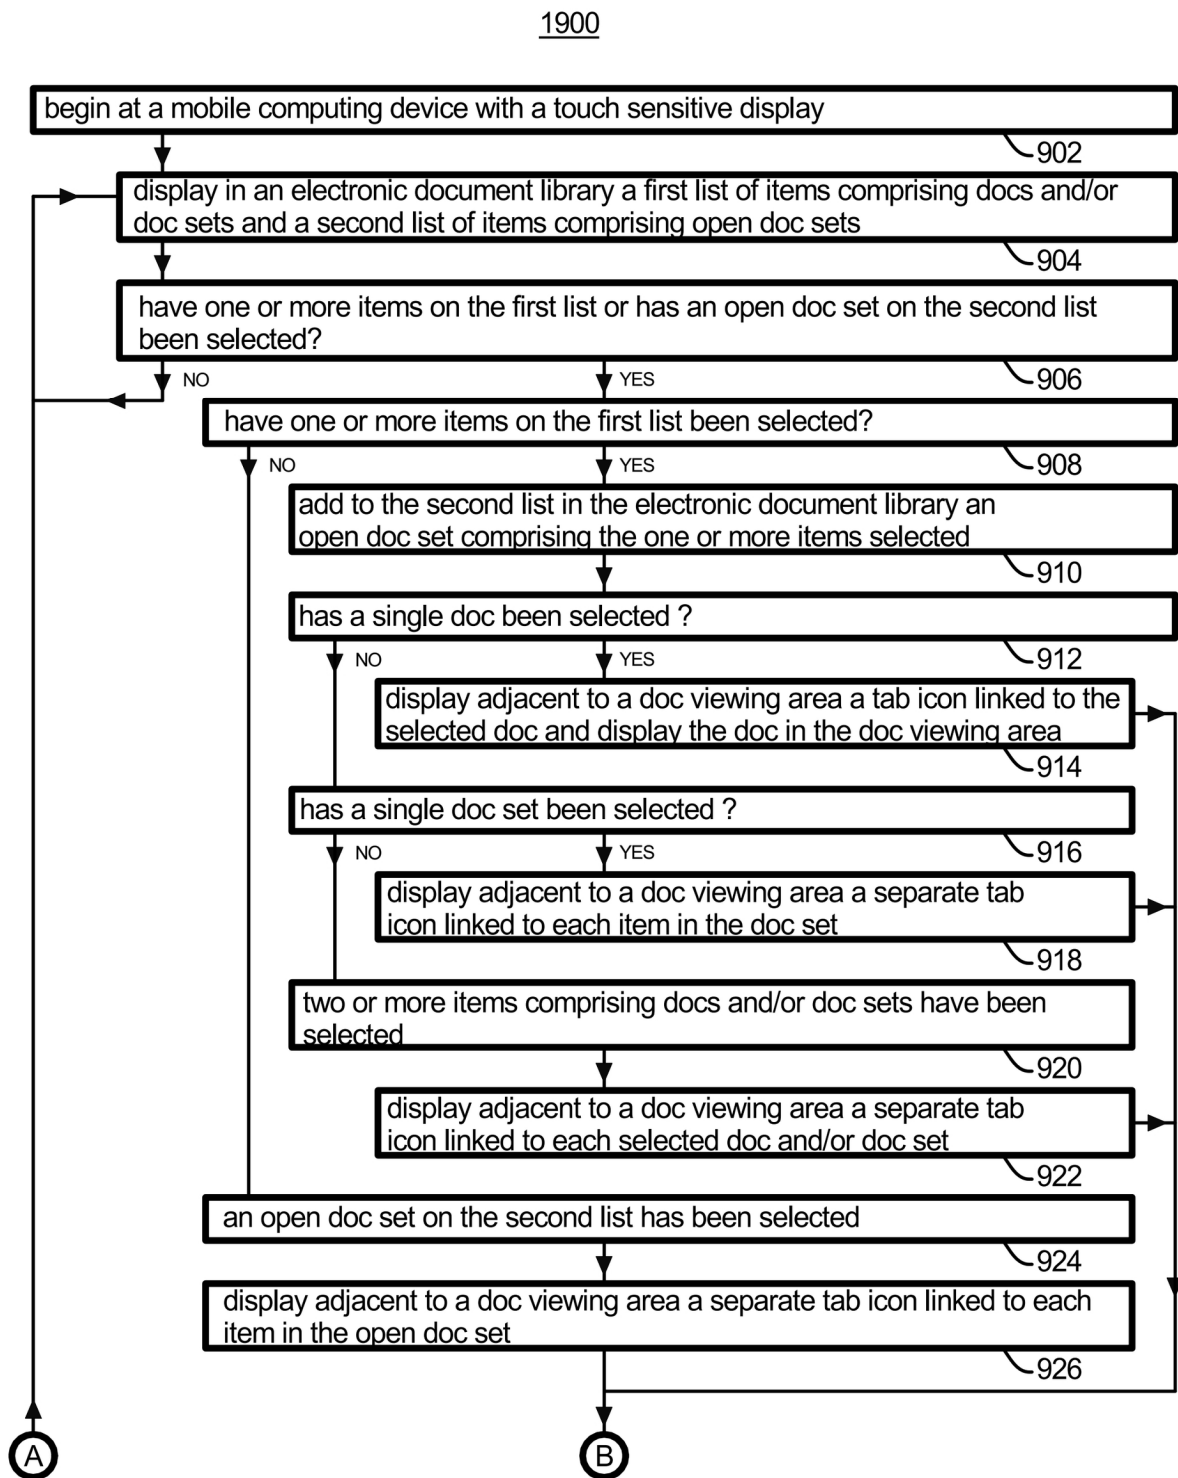 1900
begin at a mobile computing device with a touch sensitive display
902
display in an electronic document library a first list of items comprising docs and/or
doc sets and a second list of items comprising open doc sets
904
have one or more items on the first list or has an open doc set on the second list
been selected?
906
NO
YES
have one or more items on the first list been selected?
908
NO
YES
add to the second list in the electronic document library an
open doc set comprising the one or more items selected
910
has a single doc been selected ?
912
NO
YES
display adjacent to a doc viewing area a tab icon linked to the
selected doc and display the doc in the doc viewing area
914
has a single doc set been selected ?
916
NO
YES
display adjacent to a doc viewing area a separate tab
icon linked to each item in the doc set
918
two or more items comprising docs and/or doc sets have been
selected
920
display adjacent to a doc viewing area a separate tab
icon linked to each selected doc and/or doc set
922
an open doc set on the second list has been selected
924
display adjacent to a doc viewing area a separate tab icon linked to each
item in the open doc set
926
A
B